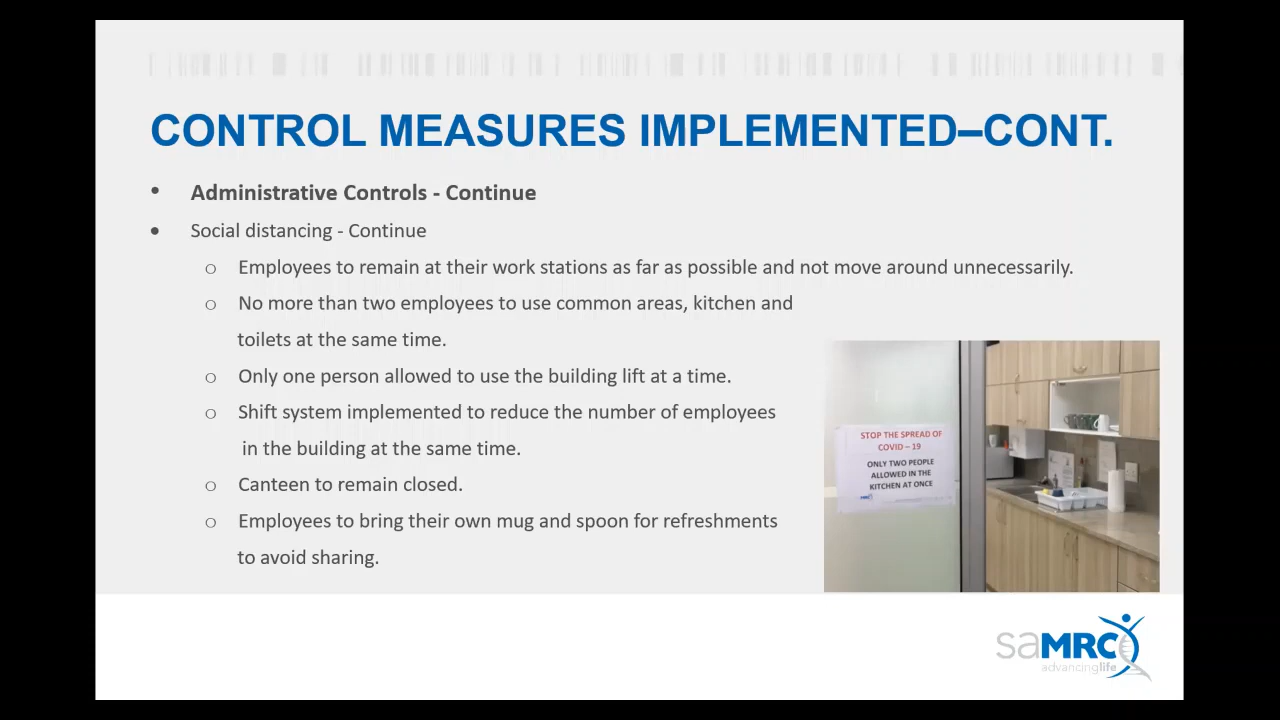 CONTROL MEASURES IMPLEMENTED–CONT.
• Administrative Controls - Continue
• Social distancing - Continue
o Employees to remain at their work stations as far as possible and not move around unnecessarily.
o No more than two employees to use common areas, kitchen and
toilets at the same time.
o Only one person allowed to use the building lift at a time.
o Shift system implemented to reduce the number of employees
in the building at the same time.
o Canteen to remain closed.
o Employees to bring their own mug and spoon for refreshments
to avoid sharing.
STOP THE SPREAD OF
COVID – 19
ONLY TWO PEOPLE
ALLOWED IN THE
KITCHEN AT ONCE
saMRC
advancinglife